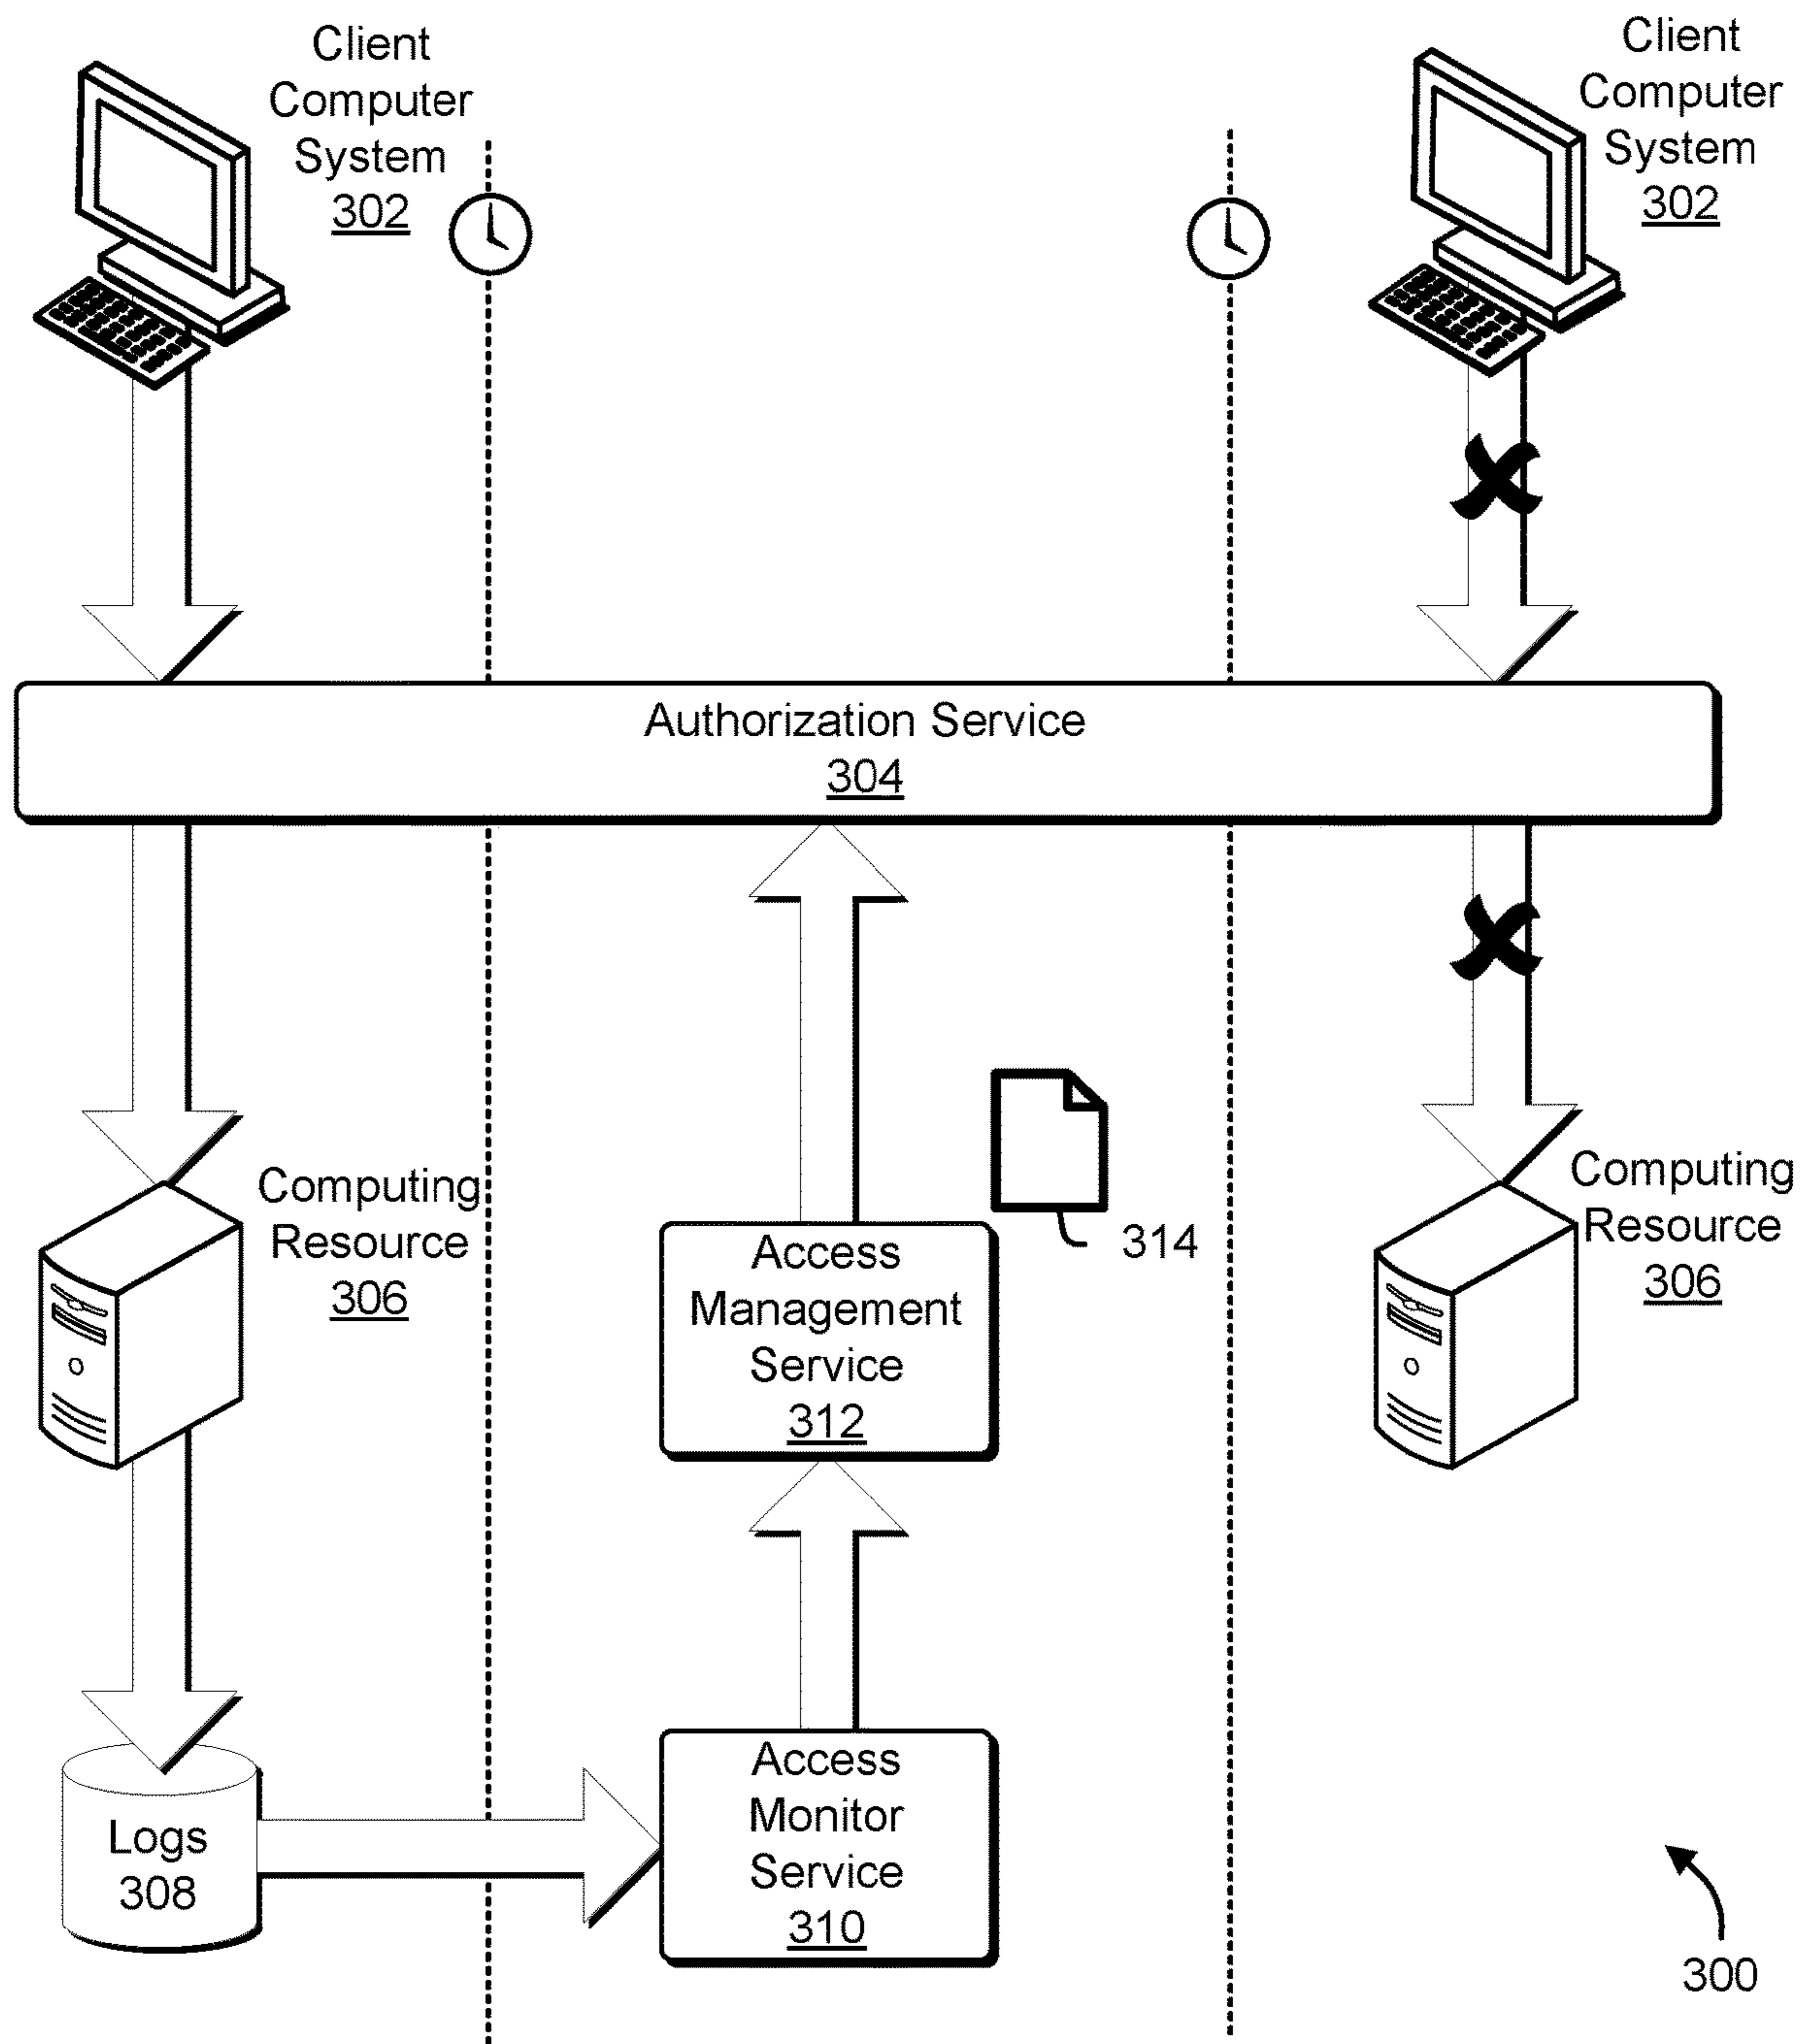 Client
Computer
System
302
Client
Computer
System
302
Authorization Service
304
Computing
Resource
306
314
Access
Management
Service
312
Computing
Resource
306
Logs
308
Access
Monitor
Service
310
300